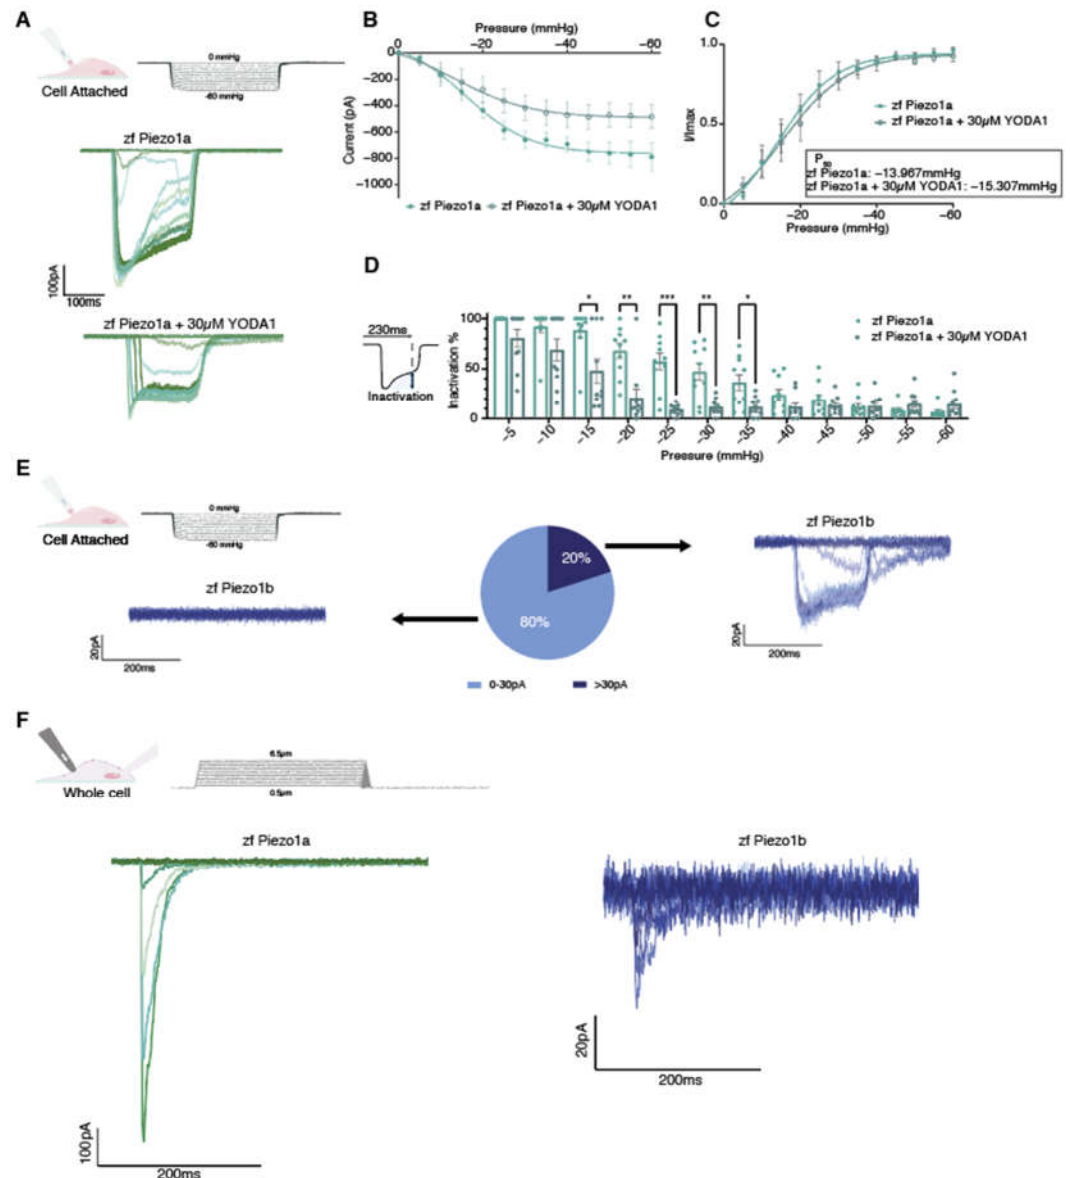 A
0 mmHg
-60 mmHg
Cell Attached
zf Piezo1a
100pA
100ms
zf Piezo1a + 30µM YODA1
B
Pressure (mmHg)
0 -20 -40 -60
0
-200
-400
-600
-800
-1000
Current (pA)
zf Piezo1a zf Piezo1a + 30µM YODA1
C
1.0
0.5
0.0
I/Imax
zf Piezo1a
zf Piezo1a + 30µM YODA1
P50
zf Piezo1a: -13.967mmHg
zf Piezo1a + 30µM YODA1: -15.307mmHg
0 -20 -40 -60
Pressure (mmHg)
D
230ms
Inactivation
100
50
0
Inactivation %
* ** *** ** *
zf Piezo1a
zf Piezo1a + 30µM YODA1
-5 -10 -15 -20 -25 -30 -35 -40 -45 -50 -55 -60
Pressure (mmHg)
E
0 mmHg
-60 mmHg
Cell Attached
zf Piezo1b
20pA
200ms
20%
80%
0-30pA >30pA
zf Piezo1b
20pA
200ms
F
6.5µm
0.5µm
Whole cell
zf Piezo1a
100pA
200ms
zf Piezo1b
20pA
200ms